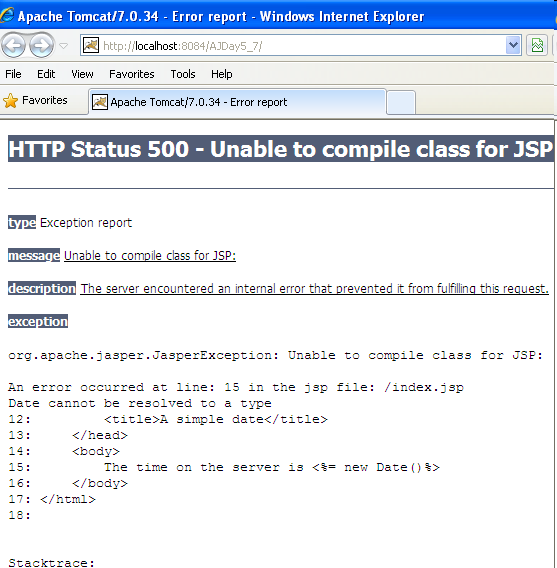 Apache Tomcat/7.0.34 - Error report - Windows Internet Explorer
http://localhost:8084/AJDay5_7/
File Edit View Favorites Tools Help
Favorites Apache Tomcat/7.0.34 - Error report
HTTP Status 500 - Unable to compile class for JSP
type Exception report
message Unable to compile class for JSP:
description The server encountered an internal error that prevented it from fulfilling this request.
exception
org.apache.jasper.JasperException: Unable to compile class for JSP:
An error occurred at line: 15 in the jsp file: /index.jsp
Date cannot be resolved to a type
12:         <title>A simple date</title>
13:     </head>
14:     <body>
15:         The time on the server is <%= new Date()%>
16:     </body>
17: </html>
18:
Stacktrace: